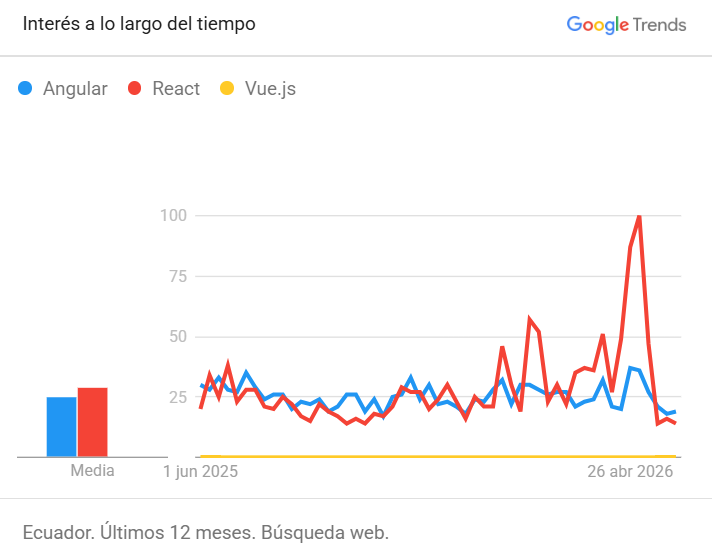 Interés a lo largo del tiempo
Google Trends
Angular React Vue.js
100
75
50
25
Media
1 jun 2025 26 abr 2026
Ecuador. Últimos 12 meses. Búsqueda web.